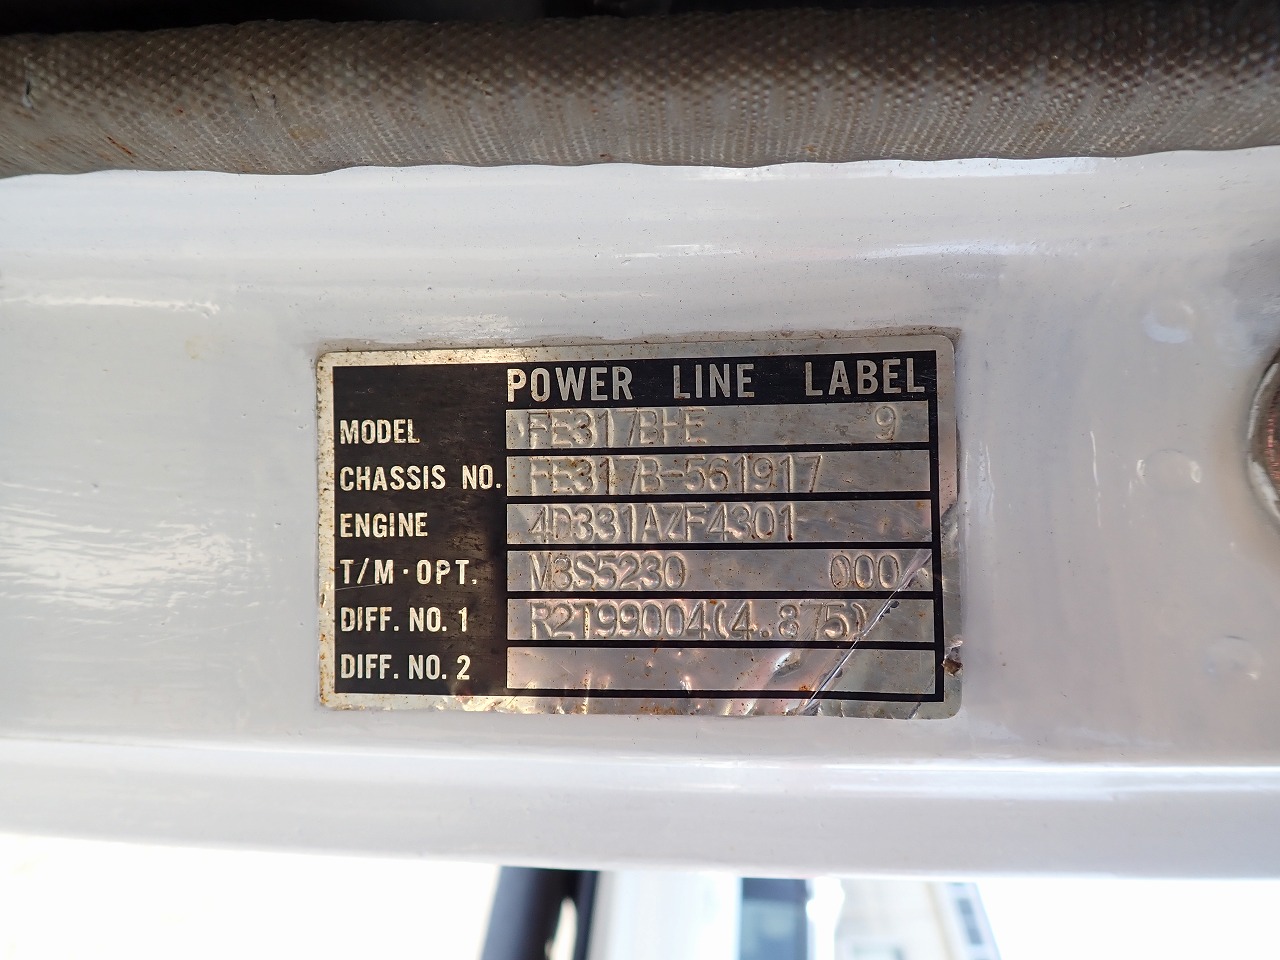 POWER LINE LABEL
MODEL FE317BHE 9
CHASSIS NO. FE317B-561917
ENGINE 4D331AZF4301
T/M·OPT. M3S5230 000
DIFF. NO. 1 R2T99004(4.875)
DIFF. NO. 2